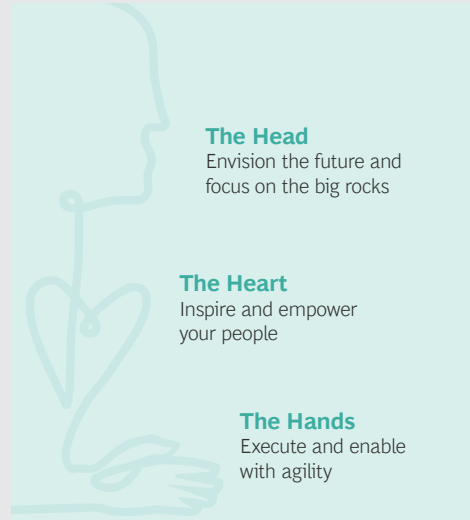 The Head
Envision the future and
focus on the big rocks
The Heart
Inspire and empower
your people
The Hands
Execute and enable
with agility